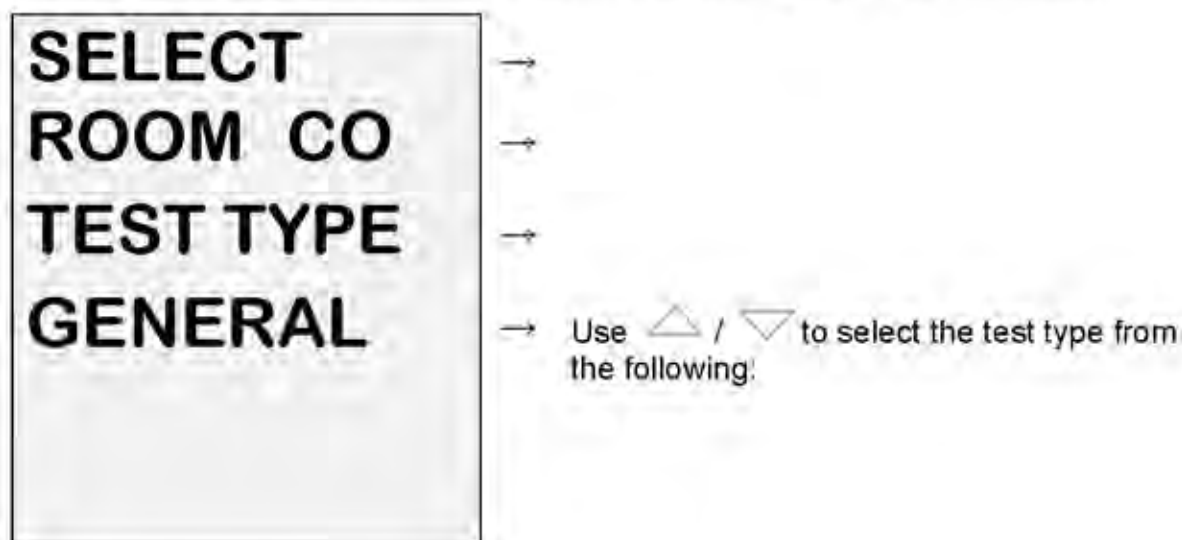 SELECT →
ROOM CO →
TEST TYPE →
GENERAL → Use △ / ▽ to select the test type from
the following: